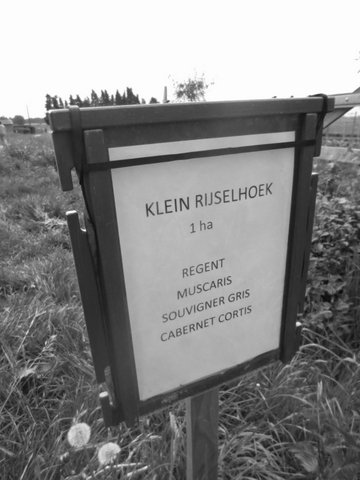 KLEIN RIJSELHOEK
1 ha
REGENT
MUSCARIS
SOUVIGNER GRIS
CABERNET CORTIS